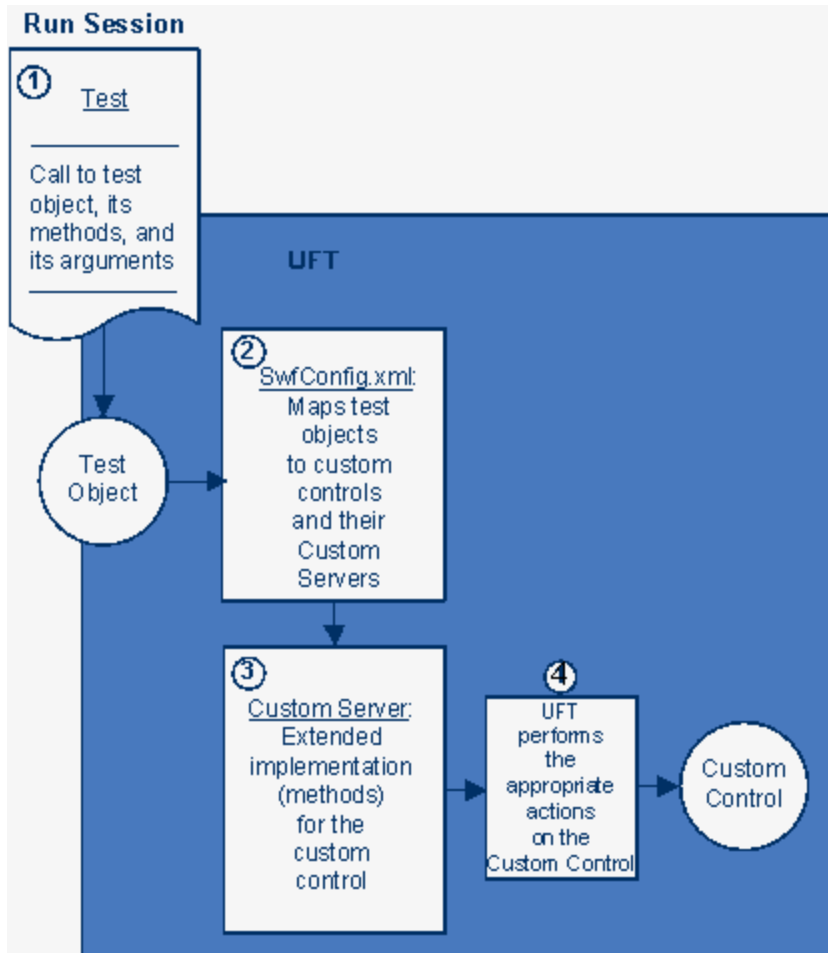 Run Session
1
Test
Call to test
object, its
methods, and
its arguments
UFT
2
SwfConfig.xml:
Maps test
objects
to custom
controls
and their
Custom
Servers
Test
Object
3
Custom Server:
Extended
implementation
(methods)
for the
custom
control
4
UFT
performs
the
appropriate
actions
on the
Custom Control
Custom
Control